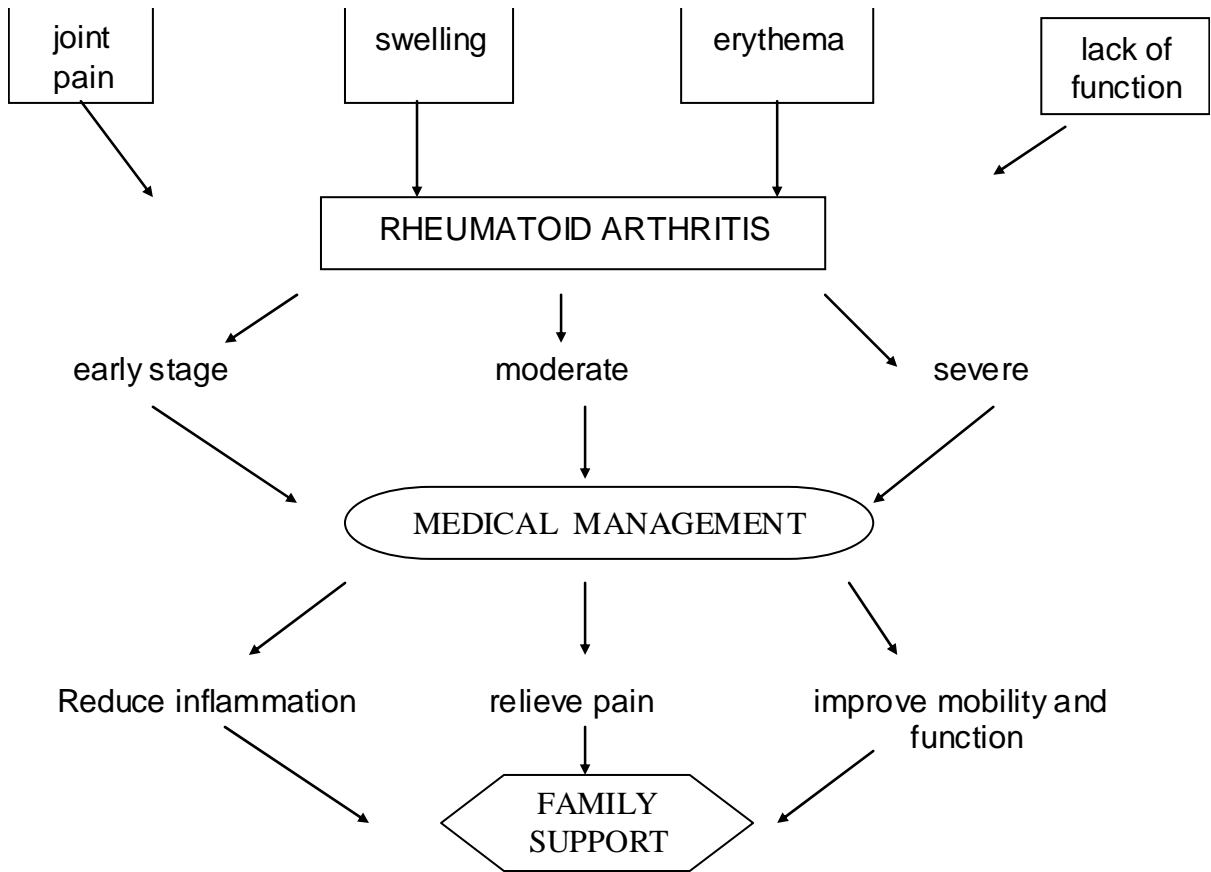 joint
pain
swelling
erythema
lack of
function
RHEUMATOID ARTHRITIS
early stage
moderate
severe
MEDICAL MANAGEMENT
Reduce inflammation
relieve pain
improve mobility and
function
FAMILY
SUPPORT